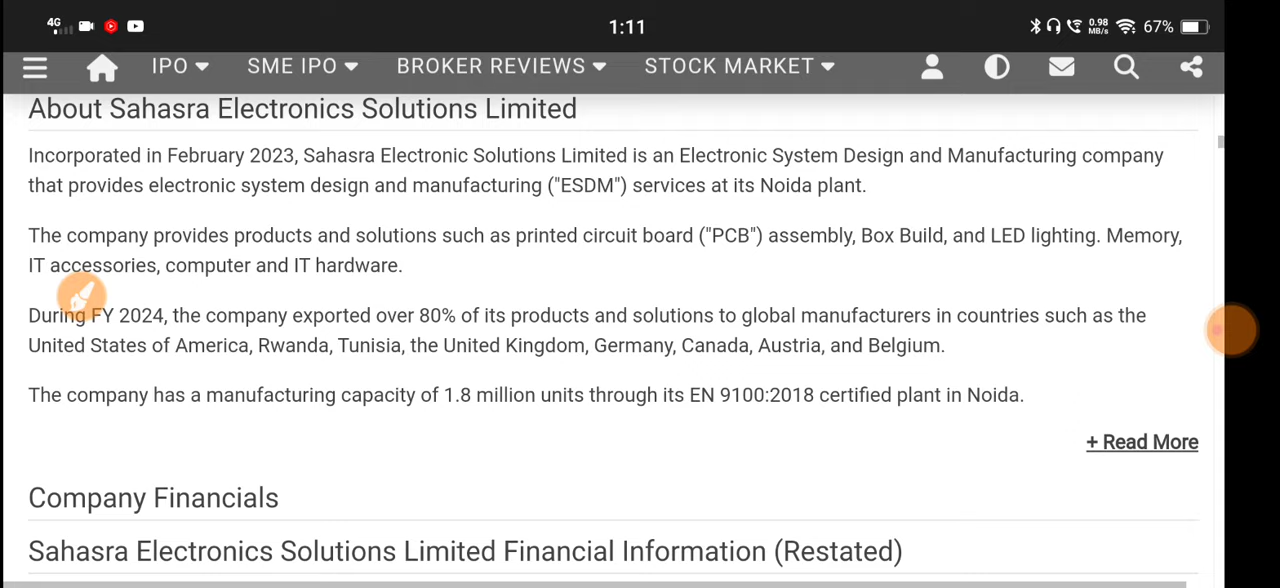 4G 1:11 0.98 MB/s 67%
IPO SME IPO BROKER REVIEWS STOCK MARKET
About Sahasra Electronics Solutions Limited
Incorporated in February 2023, Sahasra Electronic Solutions Limited is an Electronic System Design and Manufacturing company
that provides electronic system design and manufacturing ("ESDM") services at its Noida plant.
The company provides products and solutions such as printed circuit board ("PCB") assembly, Box Build, and LED lighting. Memory,
IT accessories, computer and IT hardware.
During FY 2024, the company exported over 80% of its products and solutions to global manufacturers in countries such as the
United States of America, Rwanda, Tunisia, the United Kingdom, Germany, Canada, Austria, and Belgium.
The company has a manufacturing capacity of 1.8 million units through its EN 9100:2018 certified plant in Noida.
+ Read More
Company Financials
Sahasra Electronics Solutions Limited Financial Information (Restated)